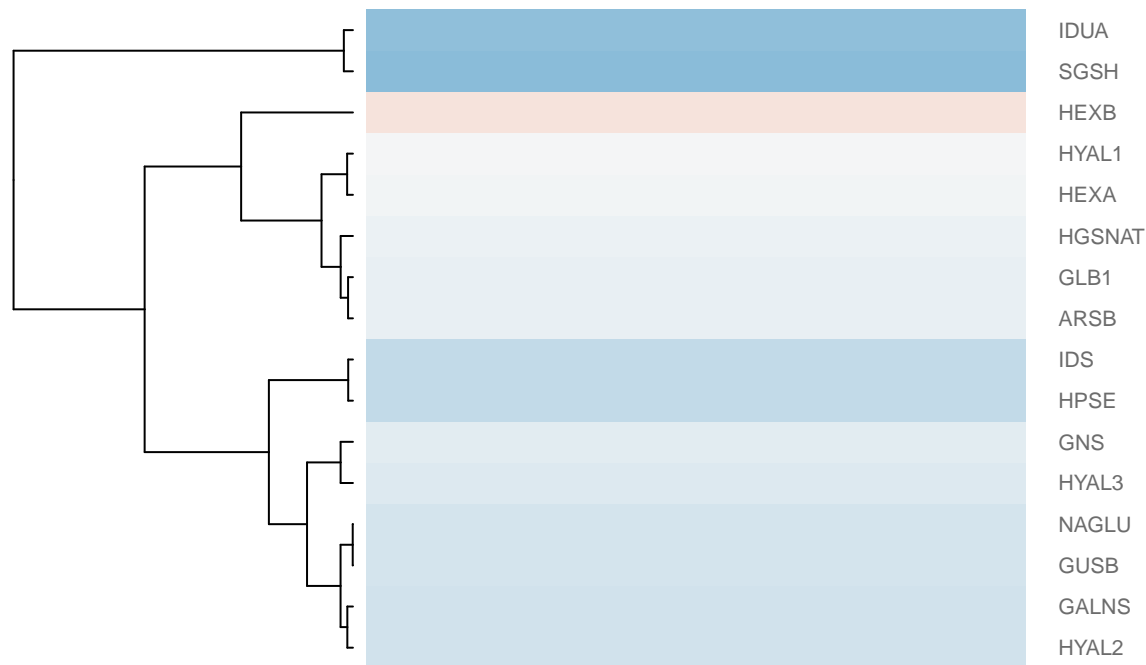 IDUA
SGSH
HEXB
HYAL1
HEXA
HGSNAT
GLB1
ARSB
IDS
HPSE
GNS
HYAL3
NAGLU
GUSB
GALNS
HYAL2